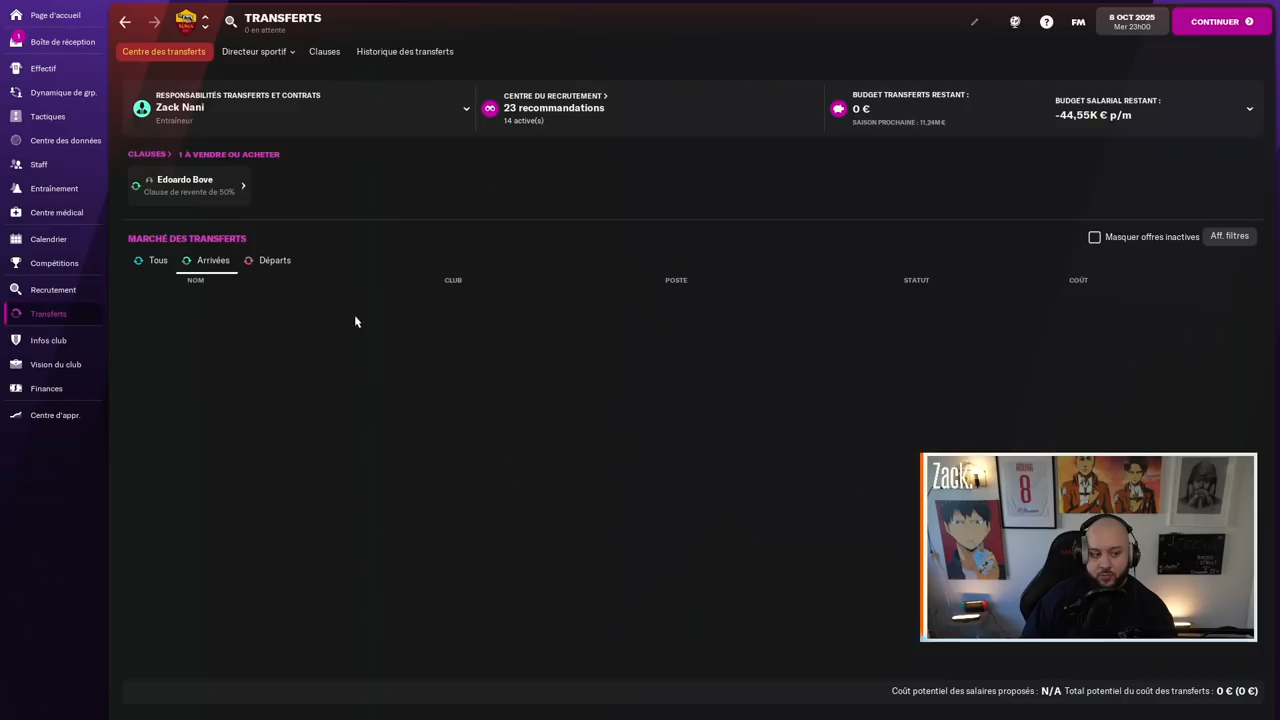 Page d'accueil
TRANSFERTS
0 en attente
FM
8 OCT 2025
Mer 23h00
CONTINUER
1
Boîte de réception
Effectif
Dynamique de grp.
Tactiques
Centre des données
Staff
Entraînement
Centre médical
Calendrier
Compétitions
Recrutement
Transferts
Infos club
Vision du club
Finances
Centre d'appr.
Centre des transferts
Directeur sportif
Clauses
Historique des transferts
RESPONSABILITÉS TRANSFERTS ET CONTRATS
Zack Nani
Entraîneur
CENTRE DU RECRUTEMENT >
23 recommandations
14 active(s)
BUDGET TRANSFERTS RESTANT :
0 €
SAISON PROCHAINE : 11,24M €
BUDGET SALARIAL RESTANT :
-44,55K € p/m
CLAUSES > 1 À VENDRE OU ACHETER
Edoardo Bove
Clause de revente de 50%
MARCHÉ DES TRANSFERTS
Masquer offres inactives
Aff. filtres
Tous
Arrivées
Départs
NOM
CLUB
POSTE
STATUT
COÛT
Zack.
8
Coût potentiel des salaires proposés : N/A Total potentiel du coût des transferts : 0 € (0 €)